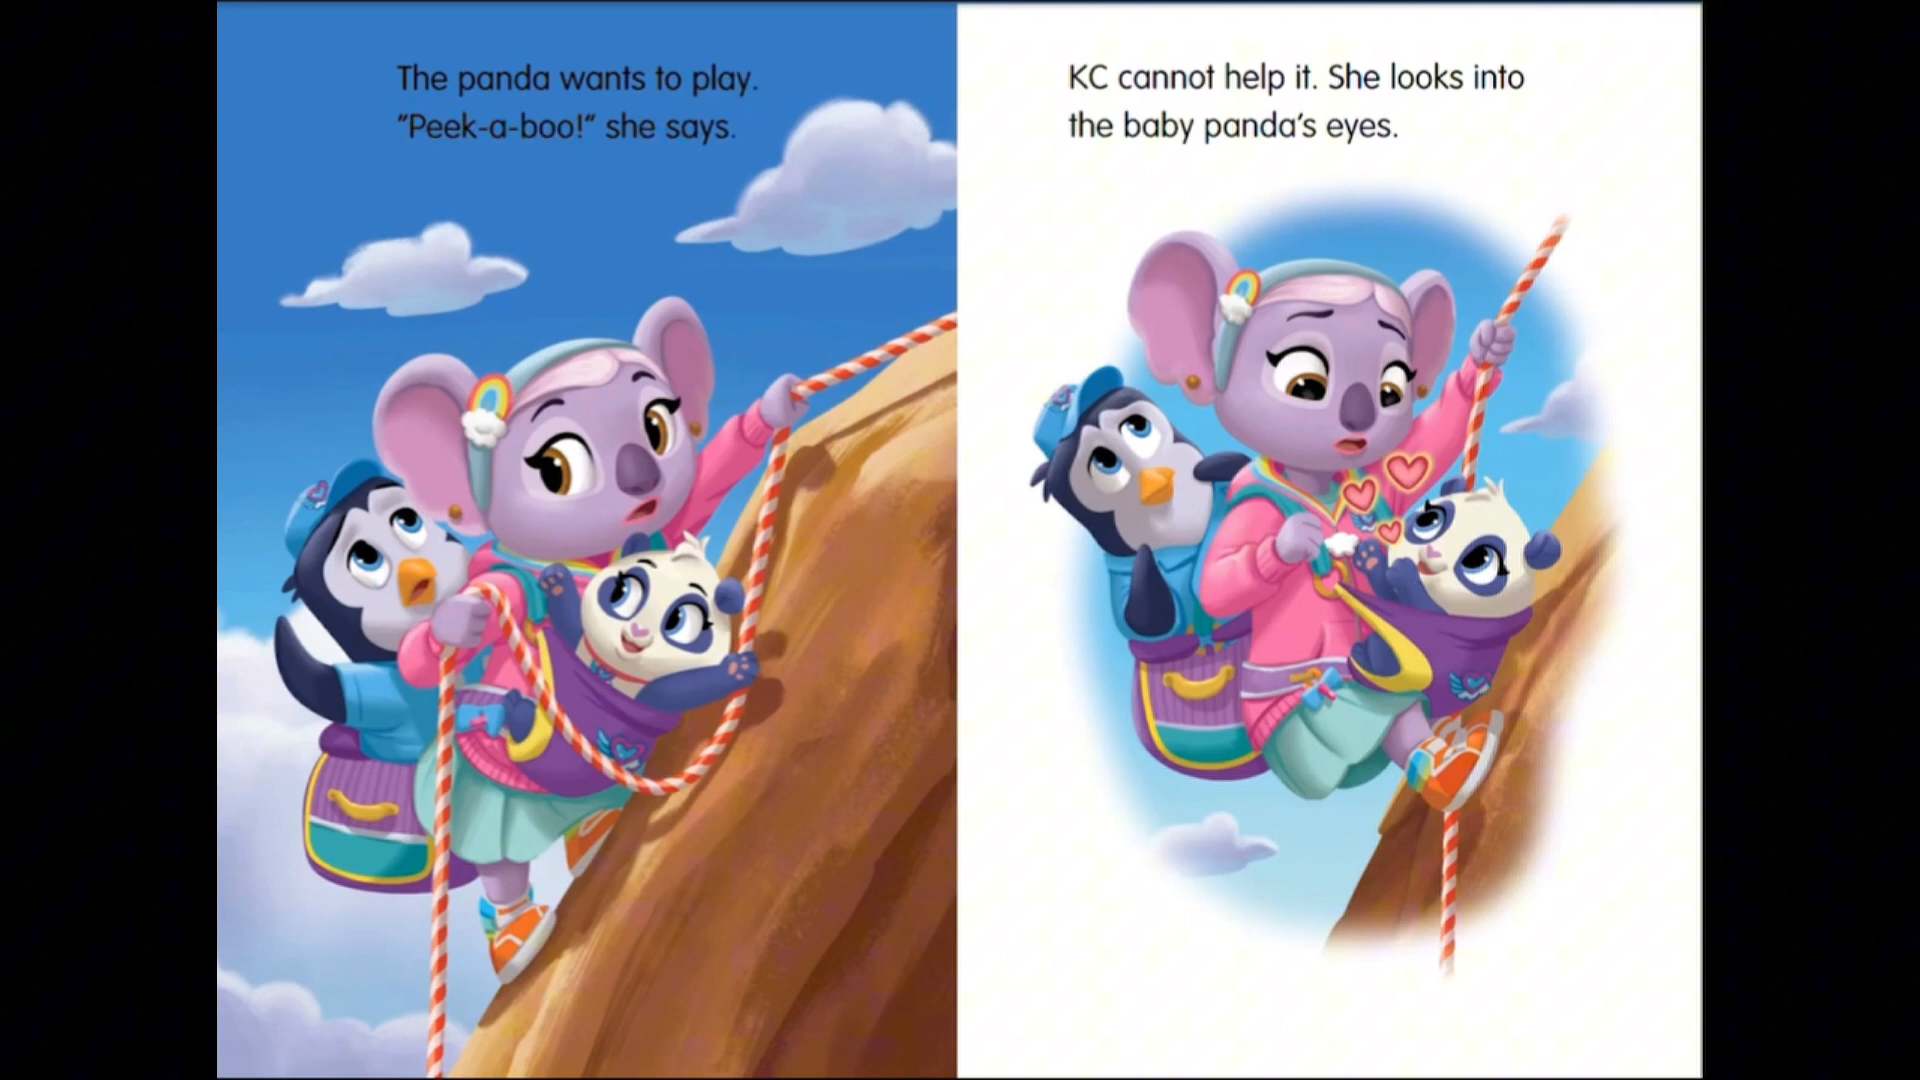 The panda wants to play.
“Peek-a-boo!” she says.
KC cannot help it. She looks into
the baby panda’s eyes.